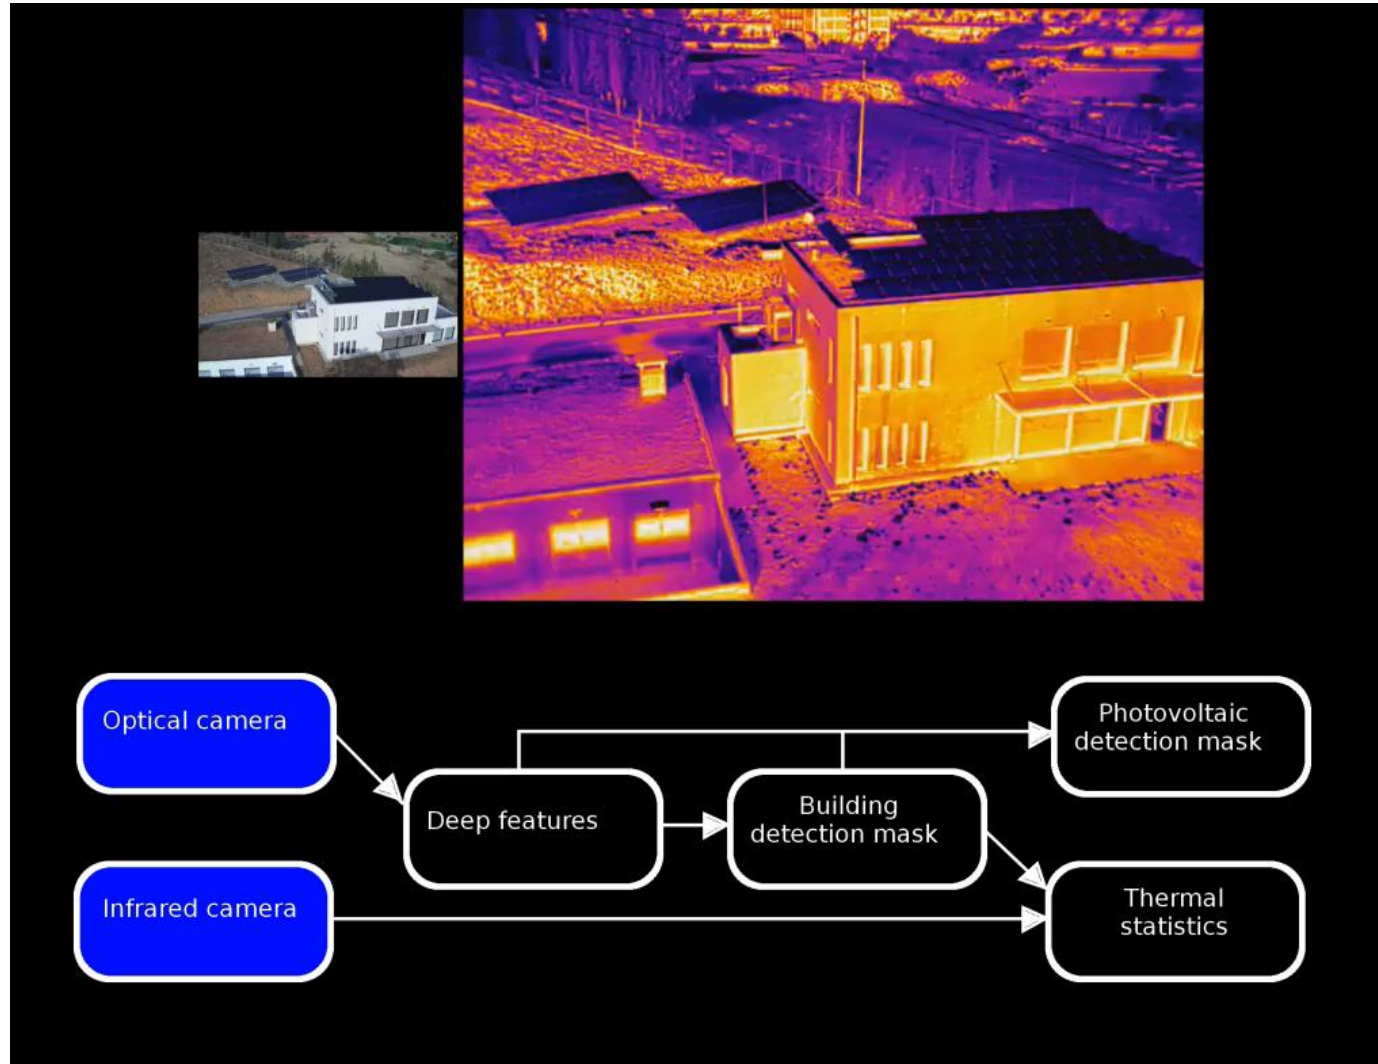 Optical camera
Photovoltaic
detection mask
Deep features
Building
detection mask
Infrared camera
Thermal
statistics